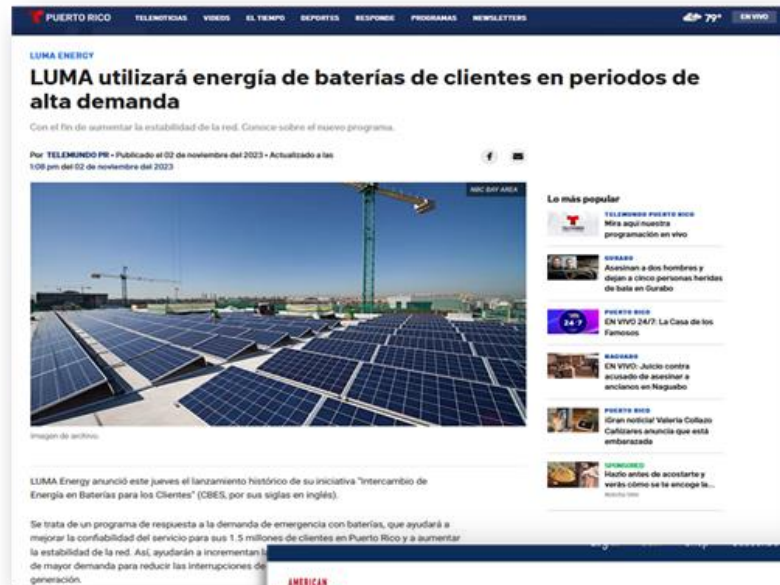 PUERTO RICO TELENOTICIAS VIDEOS EL TIEMPO DEPORTES RESPONDE PROGRAMAS NEWSLETTERS 79° EN VIVO
LUMA ENERGY
LUMA utilizará energía de baterías de clientes en periodos de
alta demanda
Con el fin de aumentar la estabilidad de la red. Conoce sobre el nuevo programa.
Por TELEMUNDO PR • Publicado el 02 de noviembre del 2023 • Actualizado a las
1:08 pm del 02 de noviembre del 2023
NBC BAY AREA
Imagen de archivo.
LUMA Energy anunció este jueves el lanzamiento histórico de su iniciativa "Intercambio de
Energía en Baterías para los Clientes" (CBES, por sus siglas en inglés).
Se trata de un programa de respuesta a la demanda de emergencia con baterías, que ayudará a
mejorar la confiabilidad del servicio para sus 1.5 millones de clientes en Puerto Rico y a aumentar
la estabilidad de la red. Así, ayudarán a incrementan
de mayor demanda para reducir las interrupciones de
generación.
Lo más popular
TELEMUNDO PUERTO RICO
Mira aquí nuestra
programación en vivo
GURABO
Asesinan a dos hombres y
dejan a cinco personas heridas
de bala en Gurabo
24·7
PUERTO RICO
EN VIVO 24/7: La Casa de los
Famosos
NAGUABO
EN VIVO: Juicio contra
acusado de asesinar a
ancianos en Naguabo
PUERTO RICO
¡Gran noticia! Valeria Collazo
Cañizares anuncia que está
embarazada
SPONSORED
Hazlo antes de acostarte y
verás cómo se te encoge la...
AMERICAN